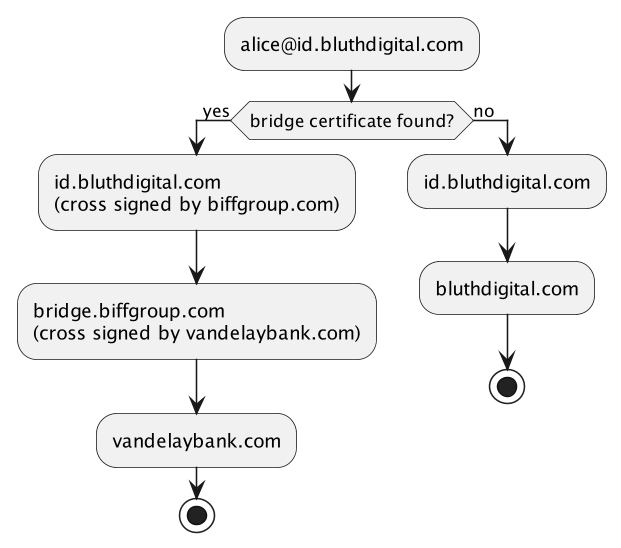 alice@id.bluthdigital.com
yes
bridge certificate found?
no
id.bluthdigital.com
(cross signed by biffgroup.com)
bridge.biffgroup.com
(cross signed by vandelaybank.com)
vandelaybank.com
id.bluthdigital.com
bluthdigital.com